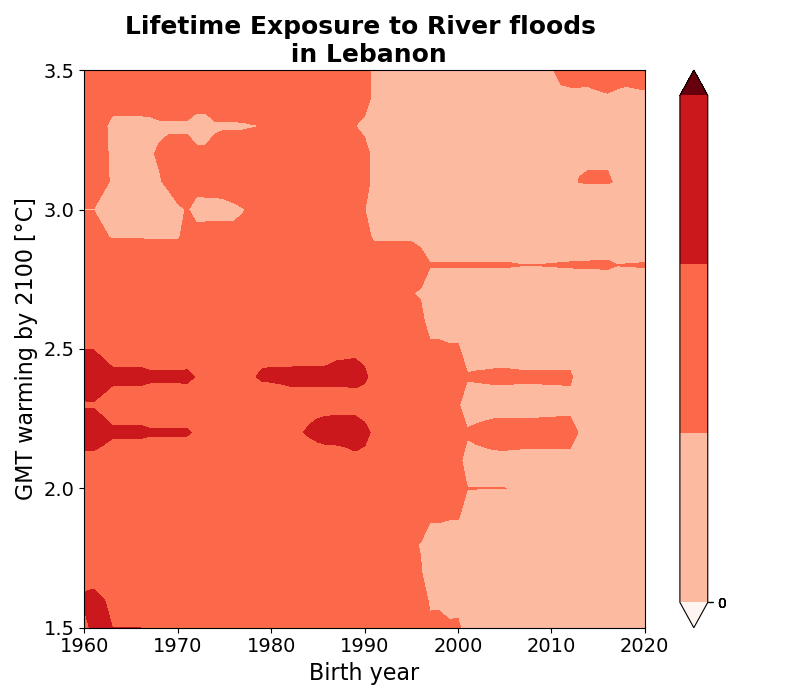 Lifetime Exposure to River floods
in Lebanon
3.5
3.0
2.5
2.0
1.5
GMT warming by 2100 [°C]
1960 1970 1980 1990 2000 2010 2020
Birth year
0